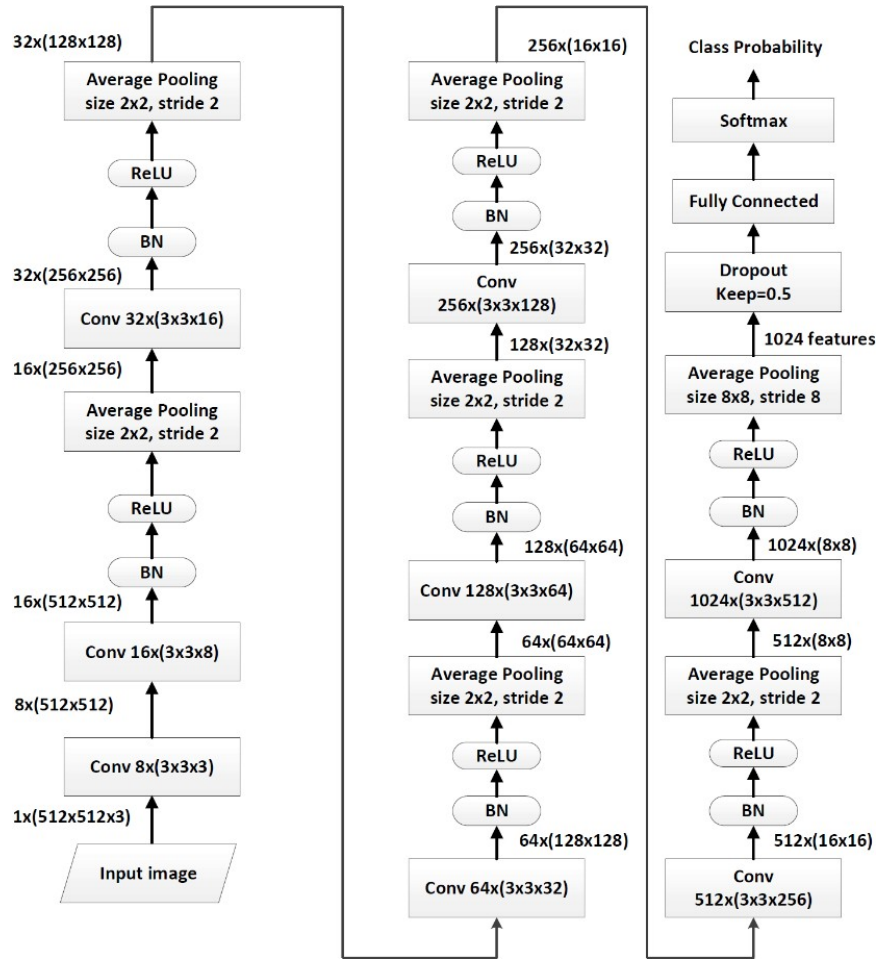 Input image
1x(512x512x3)
Conv 8x(3x3x3)
8x(512x512)
Conv 16x(3x3x8)
16x(512x512)
BN
ReLU
Average Pooling
size 2x2, stride 2
16x(256x256)
Conv 32x(3x3x16)
32x(256x256)
BN
ReLU
Average Pooling
size 2x2, stride 2
32x(128x128)
Conv 64x(3x3x32)
64x(128x128)
BN
ReLU
Average Pooling
size 2x2, stride 2
64x(64x64)
Conv 128x(3x3x64)
128x(64x64)
BN
ReLU
Average Pooling
size 2x2, stride 2
128x(32x32)
Conv
256x(3x3x128)
256x(32x32)
BN
ReLU
Average Pooling
size 2x2, stride 2
256x(16x16)
Conv
512x(3x3x256)
512x(16x16)
BN
ReLU
Average Pooling
size 2x2, stride 2
512x(8x8)
Conv
1024x(3x3x512)
1024x(8x8)
BN
ReLU
Average Pooling
size 8x8, stride 8
1024 features
Dropout
Keep=0.5
Fully Connected
Softmax
Class Probability